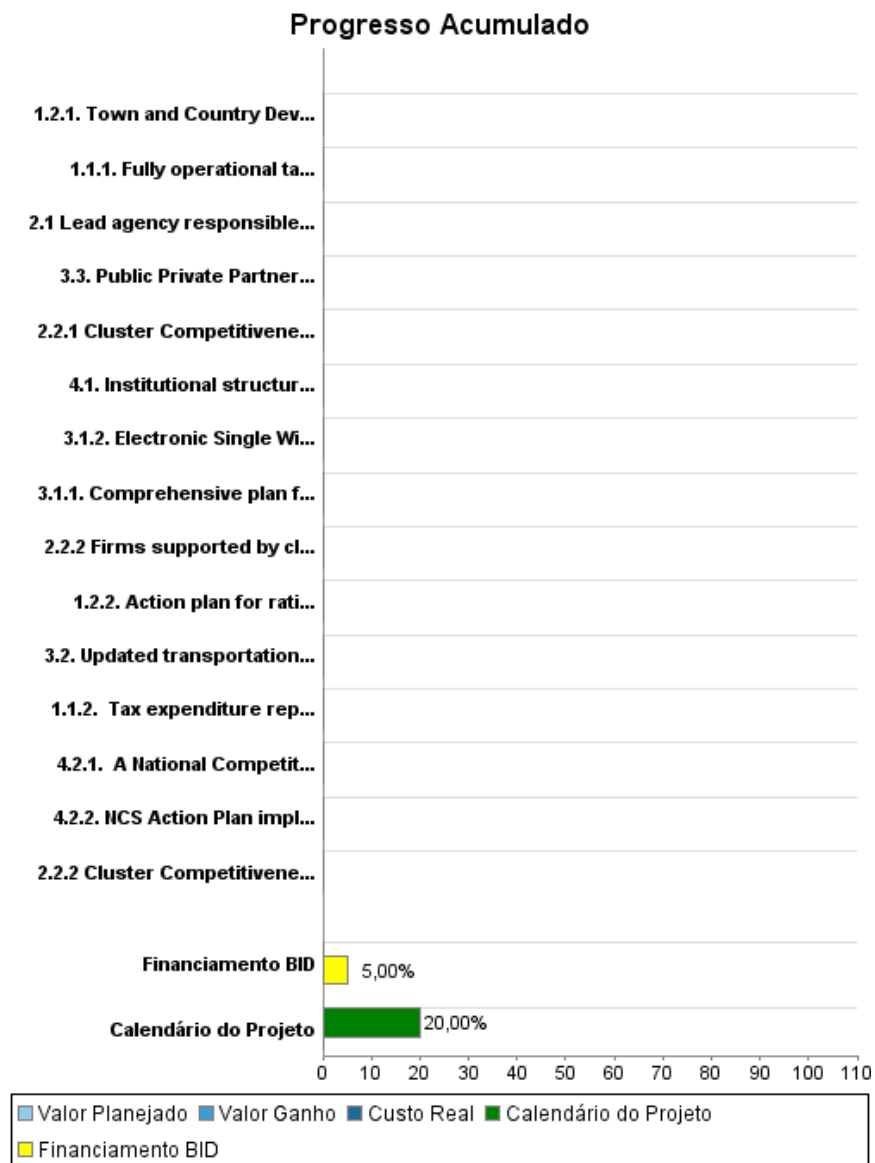 Progresso Acumulado
1.2.1. Town and Country Dev...
1.1.1. Fully operational ta...
2.1 Lead agency responsible...
3.3. Public Private Partner...
2.2.1 Cluster Competitivene...
4.1. Institutional structur...
3.1.2. Electronic Single Wi...
3.1.1. Comprehensive plan f...
2.2.2 Firms supported by cl...
1.2.2. Action plan for rati...
3.2. Updated transportation...
1.1.2. Tax expenditure rep...
4.2.1. A National Competit...
4.2.2. NCS Action Plan impl...
2.2.2 Cluster Competitivene...
Financiamento BID 5,00%
Calendário do Projeto 20,00%
0 10 20 30 40 50 60 70 80 90 100 110
Valor Planejado Valor Ganho Custo Real Calendário do Projeto
Financiamento BID